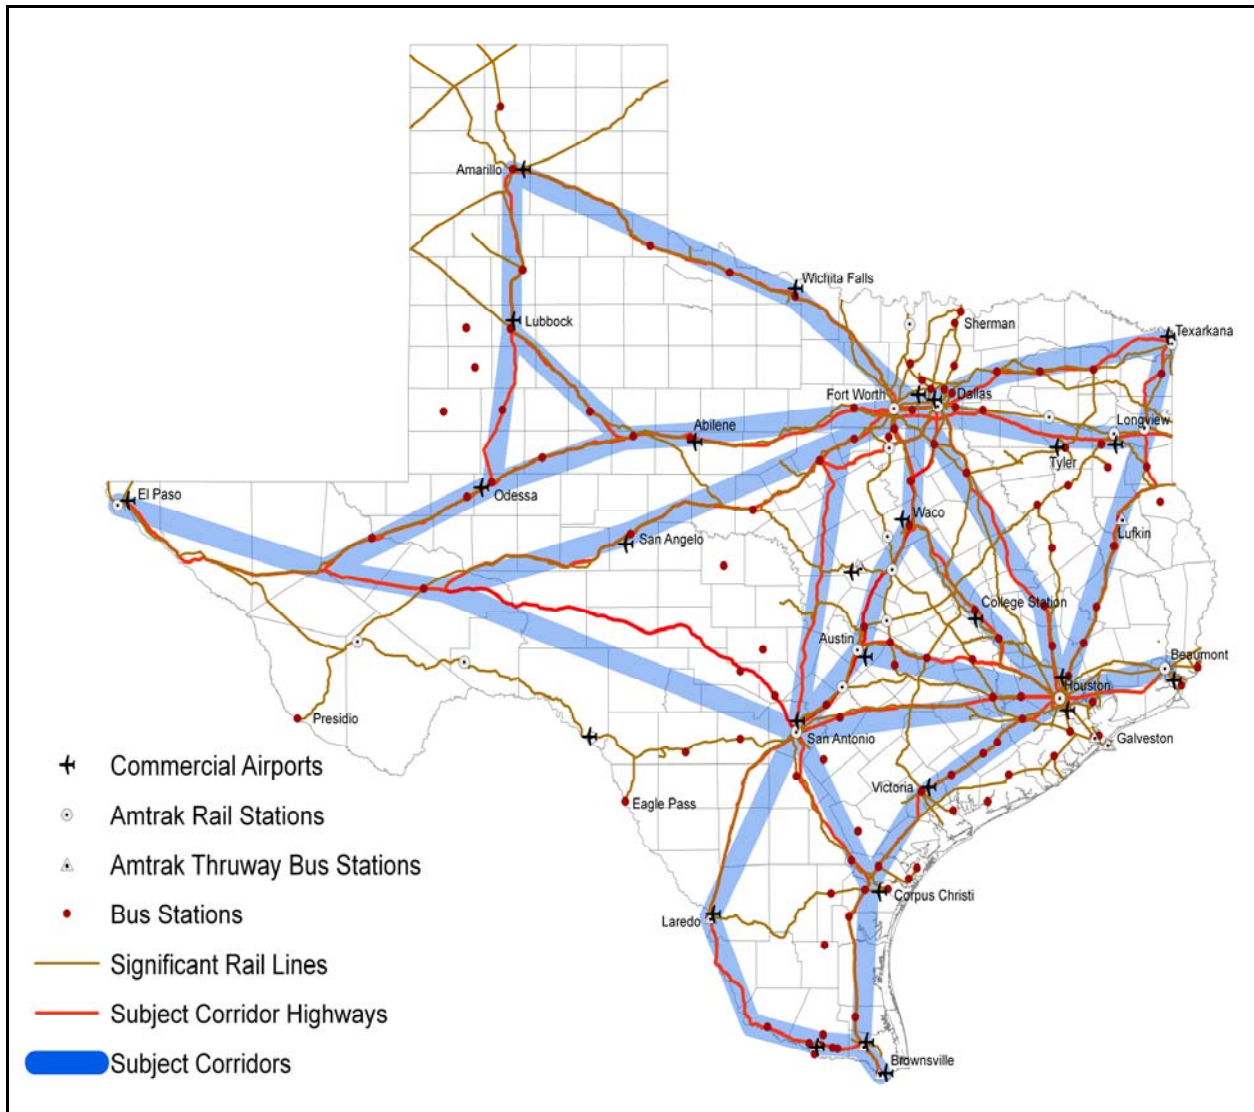 Amarillo
Wichita Falls
Lubbock
Sherman
Texarkana
Fort Worth
Dallas
Abilene
Longview
Tyler
El Paso
Odessa
Waco
San Angelo
Lufkin
College Station
Austin
Beaumont
Houston
Presidio
San Antonio
Galveston
Victoria
Eagle Pass
Corpus Christi
Laredo
Brownsville
Commercial Airports
Amtrak Rail Stations
Amtrak Thruway Bus Stations
Bus Stations
Significant Rail Lines
Subject Corridor Highways
Subject Corridors